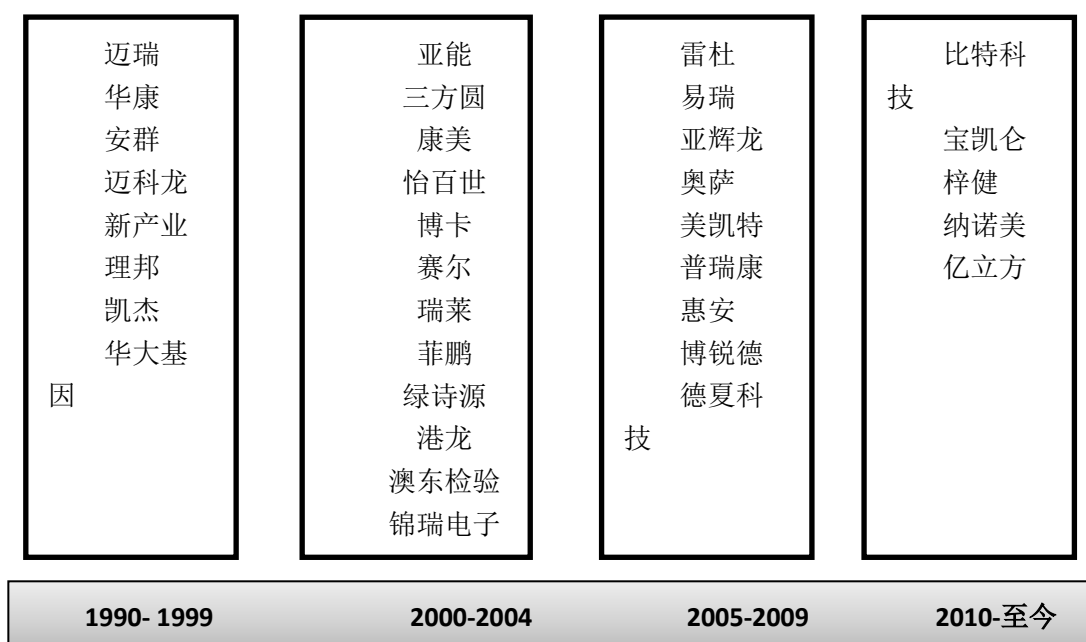 迈瑞
华康
安群
迈科龙
新产业
理邦
凯杰
华大基
因
亚能
三方圆
康美
怡百世
博卡
赛尔
瑞莱
菲鹏
绿诗源
港龙
澳东检验
锦瑞电子
雷杜
易瑞
亚辉龙
奥萨
美凯特
普瑞康
惠安
博锐德
德夏科
技
比特科
技
宝凯仑
梓健
纳诺美
亿立方
1990- 1999
2000-2004
2005-2009
2010-至今